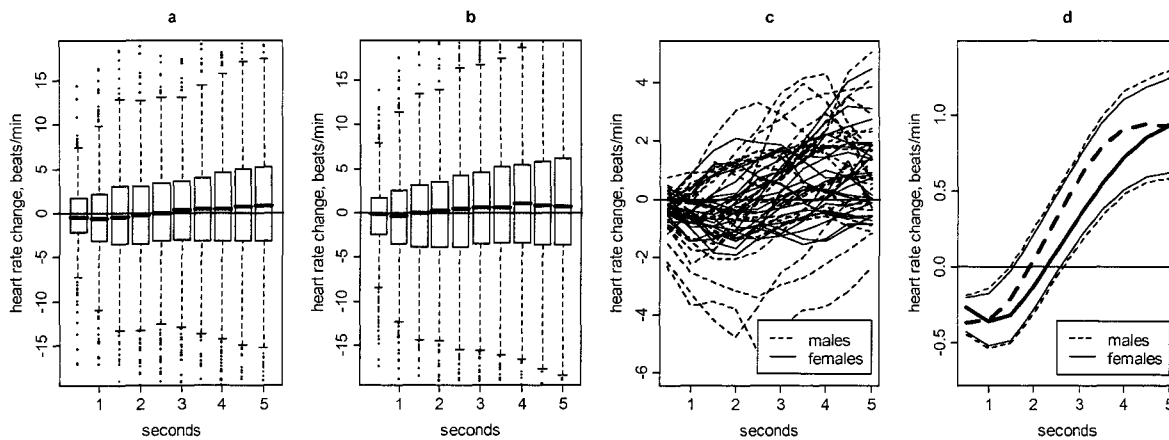 a
heart rate change, beats/min
15
10
5
0
5
-15
1 2 3 4 5
seconds
b
heart rate change, beats/min
15
10
5
0
5
-15
1 2 3 4 5
seconds
c
heart rate change, beats/min
4
2
0
-2
-4
-6
1 2 3 4 5
seconds
males
females
d
heart rate change, beats/min
1.0
0.5
0.0
-0.5
1 2 3 4 5
seconds
males
females